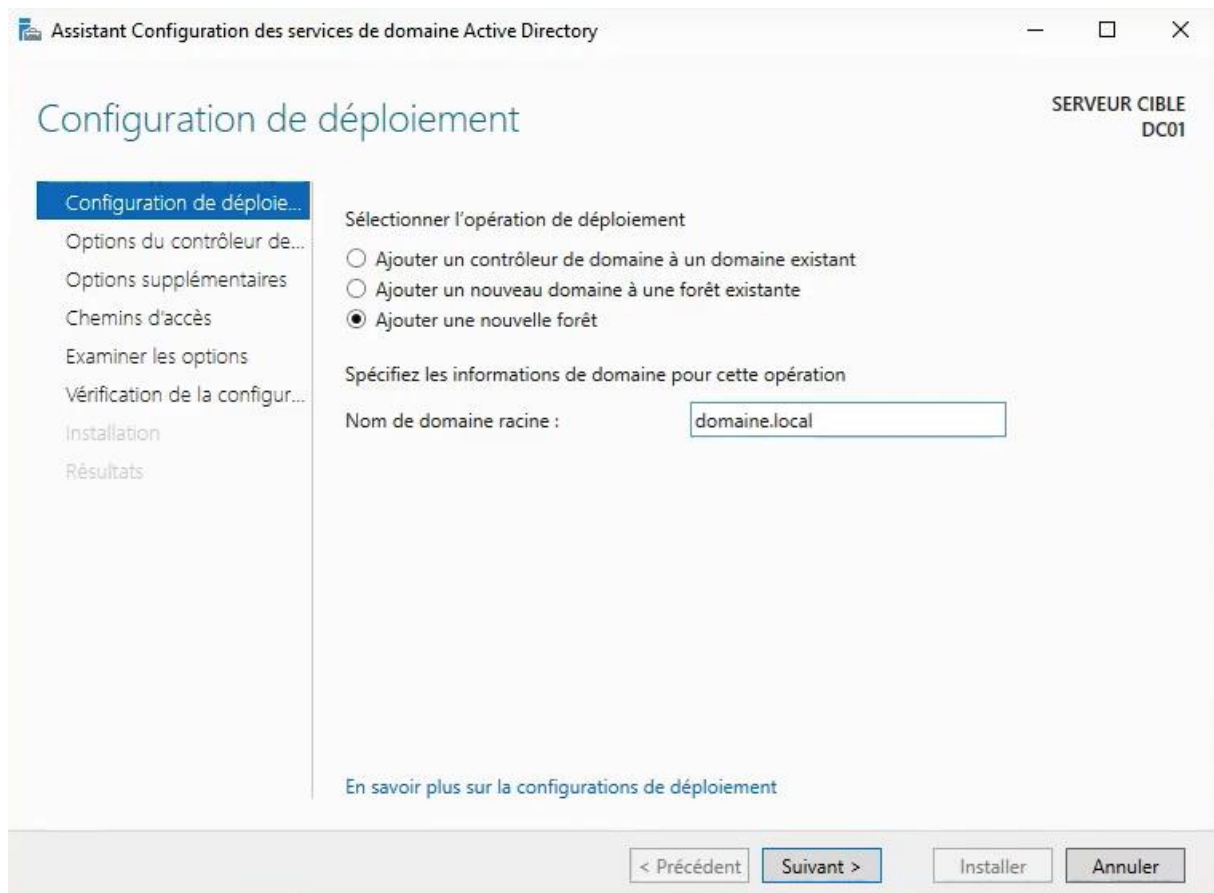 Assistant Configuration des services de domaine Active Directory
Configuration de déploiement
SERVEUR CIBLE
DC01
Configuration de déploie...
Options du contrôleur de...
Options supplémentaires
Chemins d'accès
Examiner les options
Vérification de la configur...
Installation
Résultats
Sélectionner l'opération de déploiement
Ajouter un contrôleur de domaine à un domaine existant
Ajouter un nouveau domaine à une forêt existante
Ajouter une nouvelle forêt
Spécifiez les informations de domaine pour cette opération
Nom de domaine racine : domaine.local
En savoir plus sur la configurations de déploiement
< Précédent Suivant > Installer Annuler